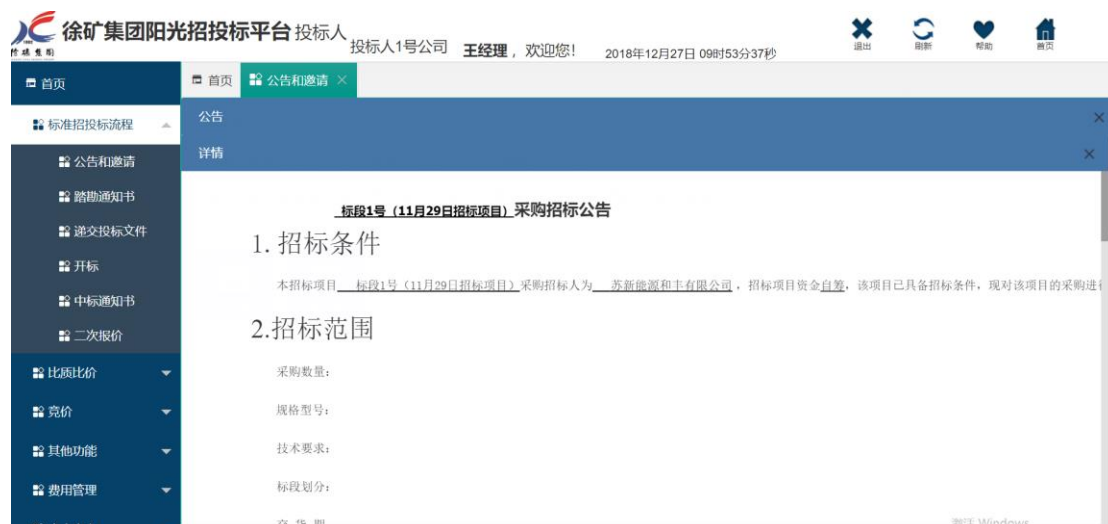 徐矿集团
徐矿集团阳光招投标平台 投标人 投标人1号公司 王经理，欢迎您! 2018年12月27日 09时53分37秒
退出 刷新 帮助 首页
首页
首页 公告和邀请 ×
标准招投标流程
公告和邀请
踏勘通知书
递交投标文件
开标
中标通知书
二次报价
比质比价
竞价
其他功能
费用管理
公告 ×
详情 ×
标段1号（11月29日招标项目）采购招标公告
1. 招标条件
本招标项目 标段1号（11月29日招标项目）采购招标人为 苏新能源和丰有限公司，招标项目资金自筹，该项目已具备招标条件，现对该项目的采购进行
2.招标范围
采购数量：
规格型号：
技术要求：
标段划分：
交 货 期
激活 Windows